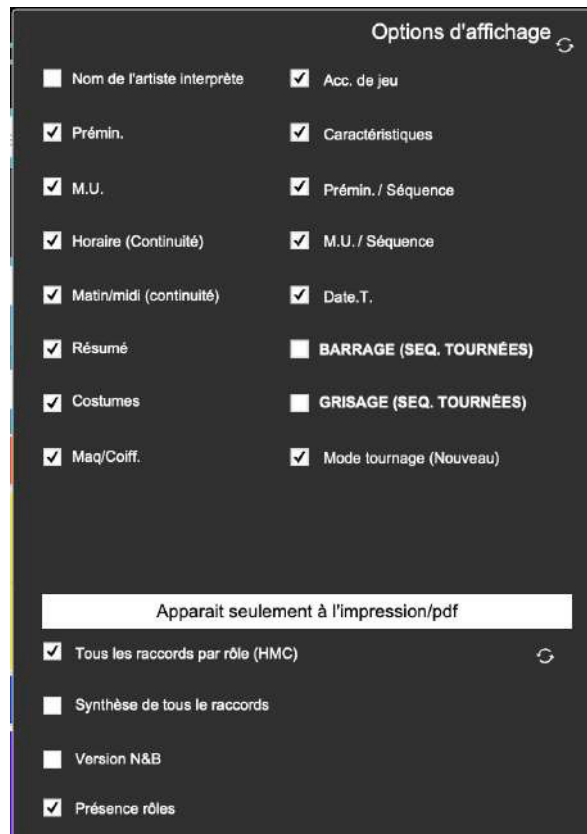 Options d'affichage
Nom de l'artiste interprète
Acc. de jeu
Prémin.
Caractéristiques
M.U.
Prémin. / Séquence
Horaire (Continuité)
M.U. / Séquence
Matin/midi (continuité)
Date.T.
Résumé
BARRAGE (SEQ. TOURNÉES)
Costumes
GRISAGE (SEQ. TOURNÉES)
Maq/Coiff.
Mode tournage (Nouveau)
Apparait seulement à l'impression/pdf
Tous les raccords par rôle (HMC)
Synthèse de tous le raccords
Version N&B
Présence rôles